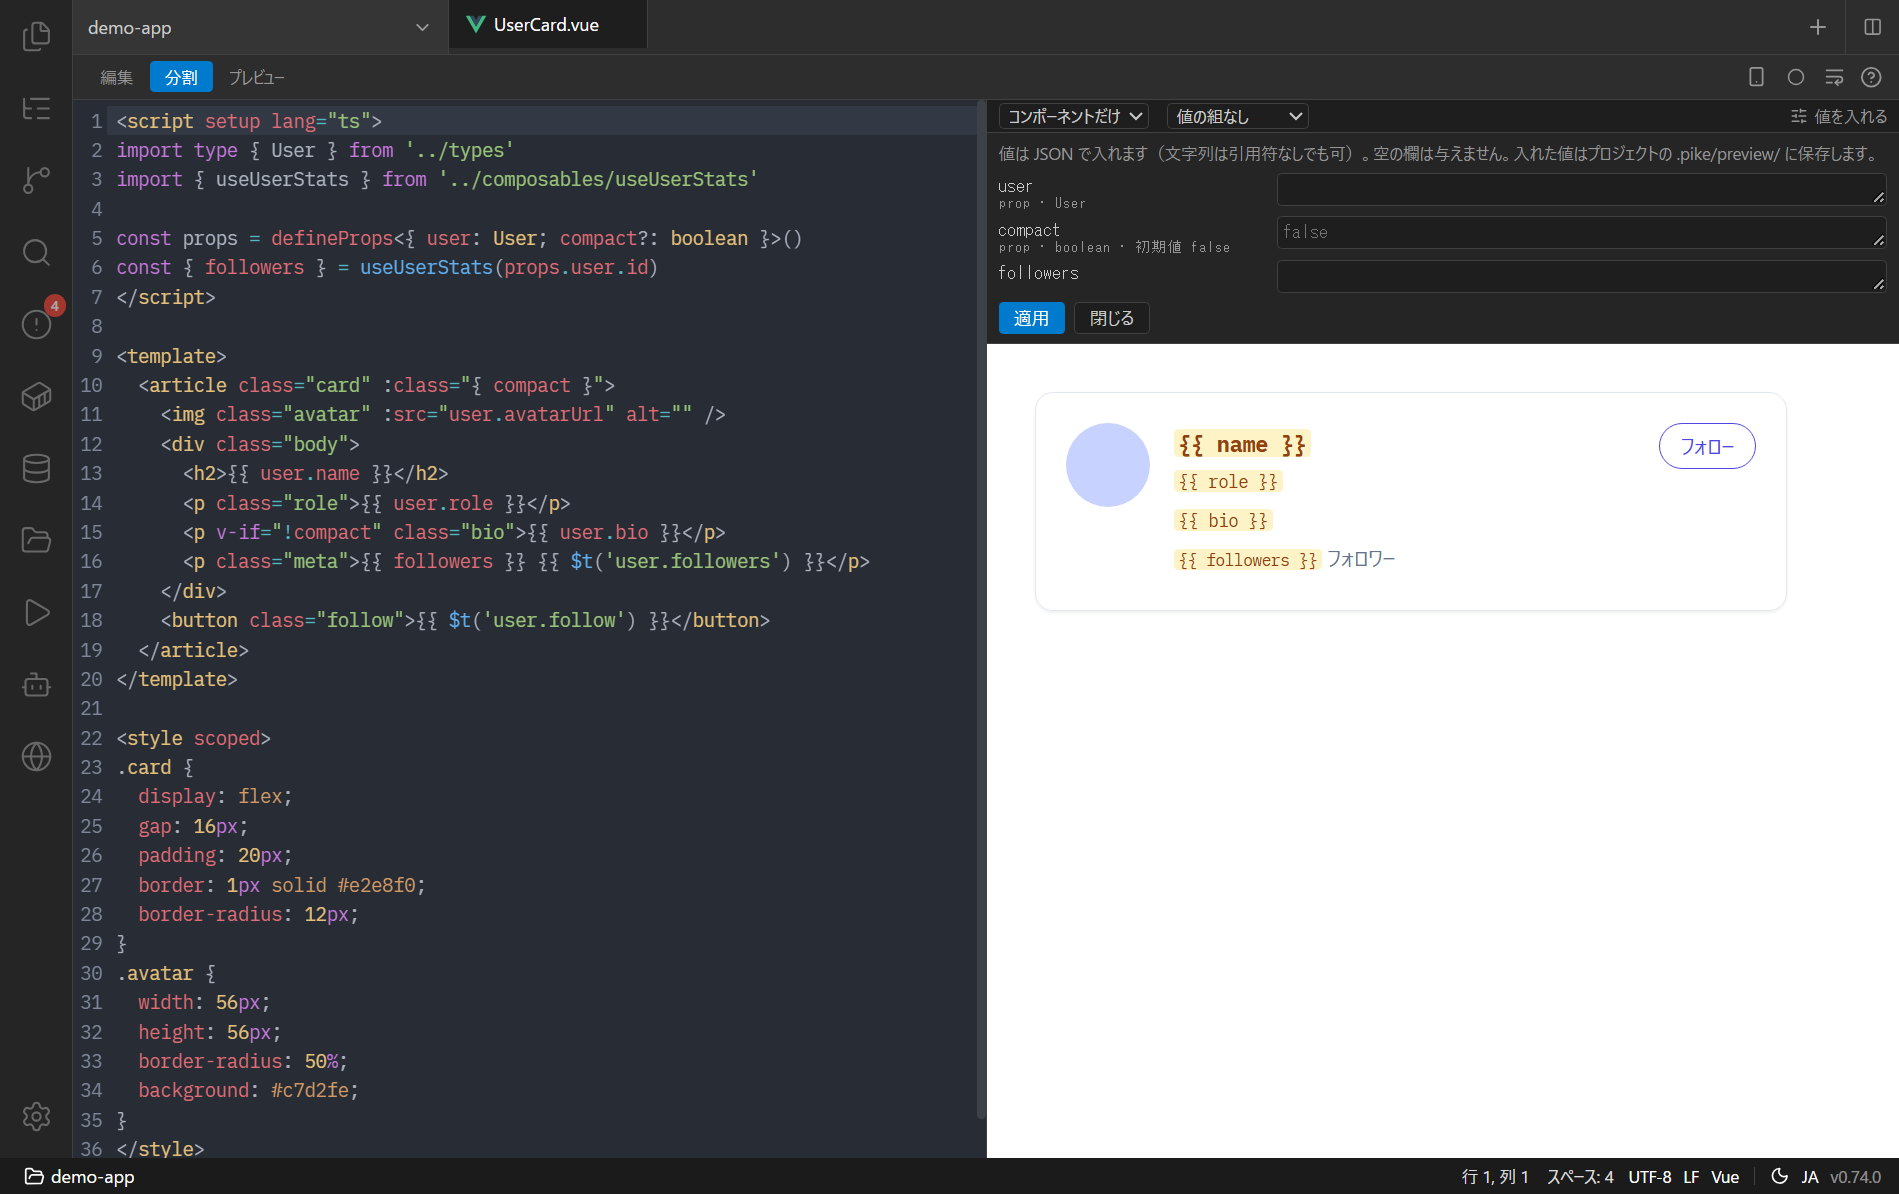 demo-app
UserCard.vue
編集 分割 プレビュー
4
1 <script setup lang="ts">
2 import type { User } from '../types'
3 import { useUserStats } from '../composables/useUserStats'
4
5 const props = defineProps<{ user: User; compact?: boolean }>()
6 const { followers } = useUserStats(props.user.id)
7 </script>
8
9 <template>
10   <article class="card" :class="{ compact }">
11     <img class="avatar" :src="user.avatarUrl" alt="" />
12     <div class="body">
13       <h2>{{ user.name }}</h2>
14       <p class="role">{{ user.role }}</p>
15       <p v-if="!compact" class="bio">{{ user.bio }}</p>
16       <p class="meta">{{ followers }} {{ $t('user.followers') }}</p>
17     </div>
18     <button class="follow">{{ $t('user.follow') }}</button>
19   </article>
20 </template>
21
22 <style scoped>
23 .card {
24   display: flex;
25   gap: 16px;
26   padding: 20px;
27   border: 1px solid #e2e8f0;
28   border-radius: 12px;
29 }
30 .avatar {
31   width: 56px;
32   height: 56px;
33   border-radius: 50%;
34   background: #c7d2fe;
35 }
36 </style>
コンポーネントだけ 値の組なし 値を入れる
値は JSON で入れます（文字列は引用符なしでも可）。空の欄は与えません。入れた値はプロジェクトの .pike/preview/ に保存します。
user
prop · User
compact
prop · boolean · 初期値 false
false
followers
適用 閉じる
{{ name }}
フォロー
{{ role }}
{{ bio }}
{{ followers }} フォロワー
demo-app
行 1, 列 1 スペース: 4 UTF-8 LF Vue JA v0.74.0